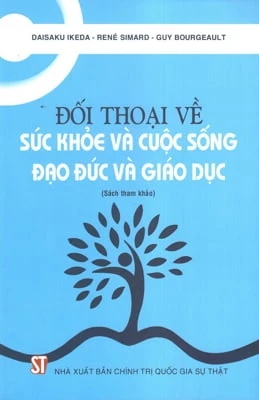 DAISAKU IKEDA - RENÉ SIMARD - GUY BOURGEAULT
ĐỐI THOẠI VỀ
SỨC KHỎE VÀ CUỘC SỐNG
ĐẠO ĐỨC VÀ GIÁO DỤC
(Sách tham khảo)
ST
NHÀ XUẤT BẢN CHÍNH TRỊ QUỐC GIA SỰ THẬT